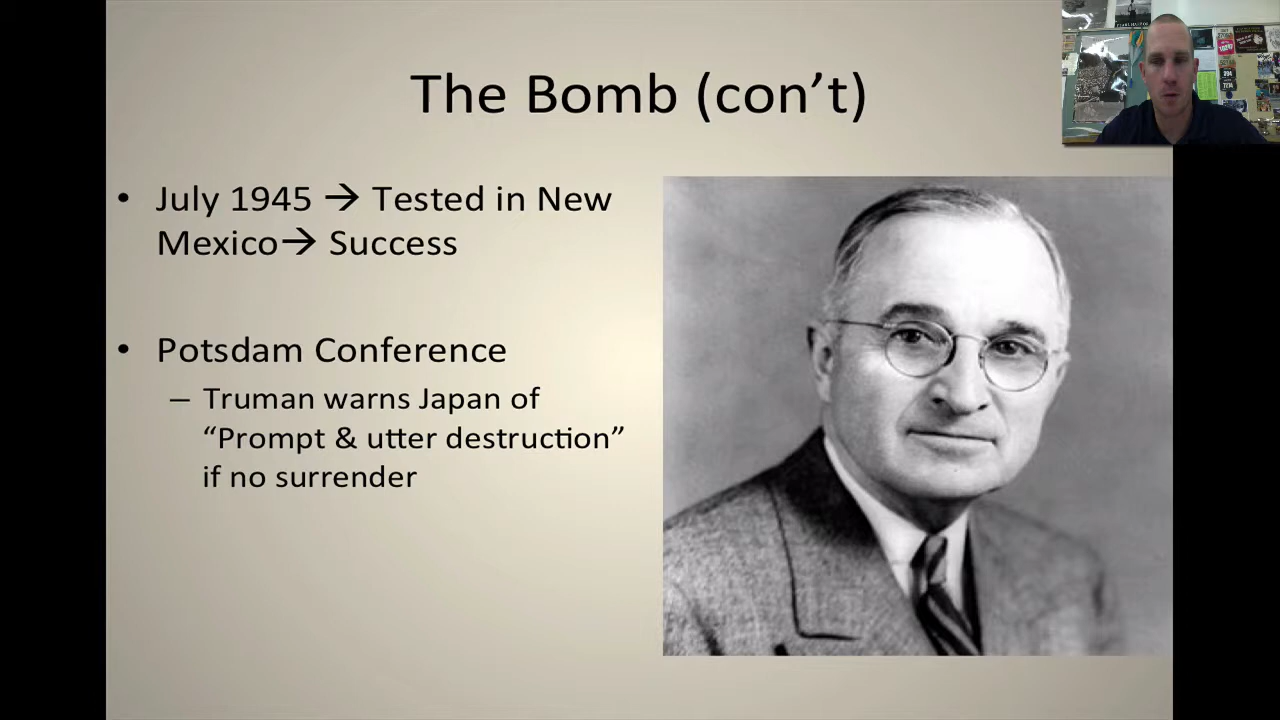 The Bomb (con’t)
• July 1945 → Tested in New
Mexico→ Success
• Potsdam Conference
– Truman warns Japan of
“Prompt & utter destruction”
if no surrender